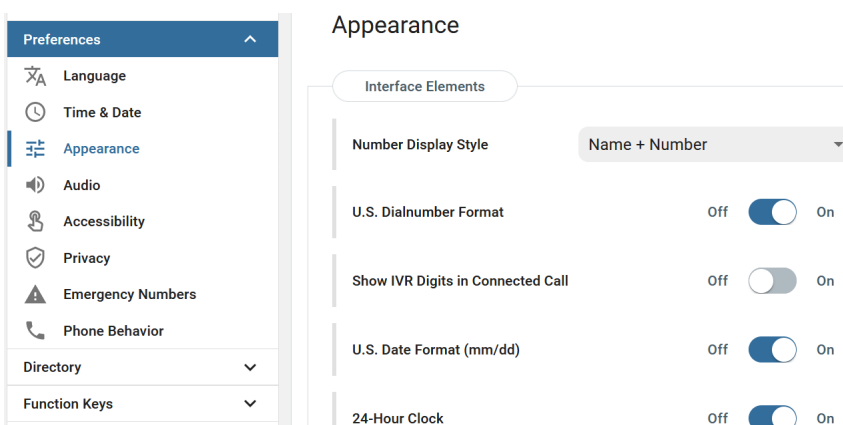 Preferences
Language
Time & Date
Appearance
Audio
Accessibility
Privacy
Emergency Numbers
Phone Behavior
Directory
Function Keys
Appearance
Interface Elements
Number Display Style Name + Number
U.S. Dialnumber Format Off On
Show IVR Digits in Connected Call Off On
U.S. Date Format (mm/dd) Off On
24-Hour Clock Off On